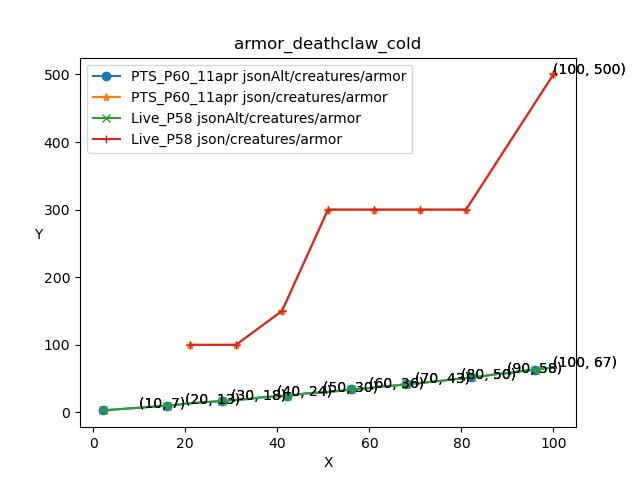 armor_deathclaw_cold
PTS_P60_11apr jsonAlt/creatures/armor
PTS_P60_11apr json/creatures/armor
Live_P58 jsonAlt/creatures/armor
Live_P58 json/creatures/armor
(100, 500)
500
400
300
200
100
0
Y
(10, 7)
(20, 13)
(30, 18)
(40, 24)
(50, 30)
(60, 36)
(70, 43)
(80, 50)
(90, 58)
(100, 67)
0 20 40 60 80 100
X